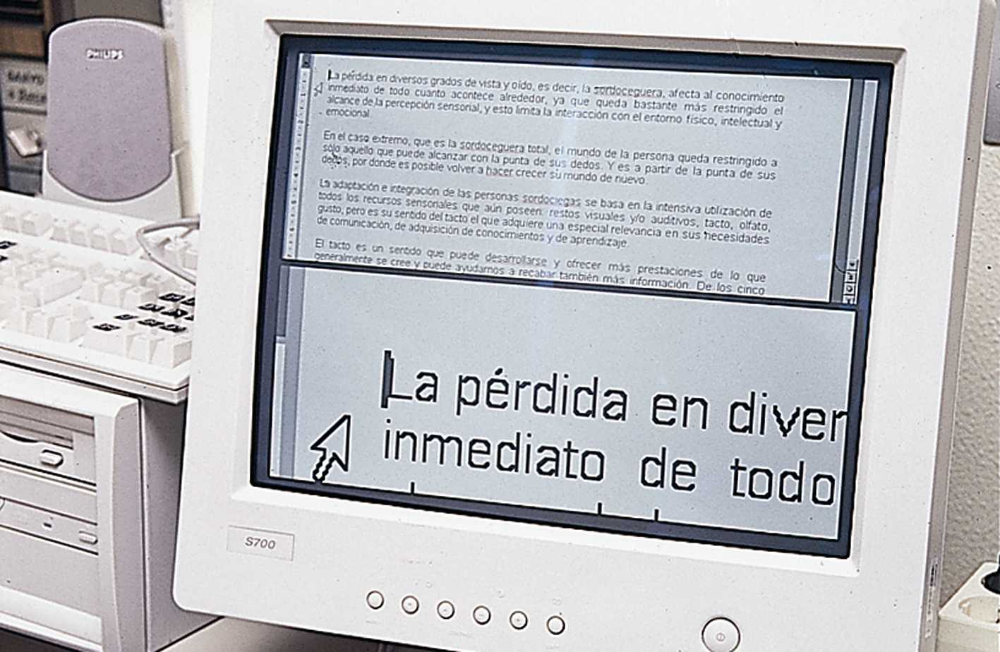 PHILIPS
SANYO
La pérdida en diversos grados de vista y oído, es decir, la sordoceguera, afecta al conocimiento
inmediato de todo cuanto acontece alrededor, ya que queda bastante más restringido el
alcance de la percepción sensorial, y esto limita la interacción con el entorno físico, intelectual y
emocional.
En el caso extremo, que es la sordoceguera total, el mundo de la persona queda restringido a
sólo aquello que puede alcanzar con la punta de sus dedos. Y es a partir de la punta de sus
dedos, por donde es posible volver a hacer crecer su mundo de nuevo.
La adaptación e integración de las personas sordociegas se basa en la intensiva utilización de
todos los recursos sensoriales que aún poseen: restos visuales y/o auditivos, tacto, olfato,
gusto, pero es su sentido del tacto el que adquiere una especial relevancia en sus necesidades
de comunicación, de adquisición de conocimientos y de aprendizaje.
El tacto es un sentido que puede desarrollarse y ofrecer más prestaciones de lo que
generalmente se cree y puede ayudarnos a recabar también más información. De los cinco
La pérdida en diver
inmediato de todo
S700